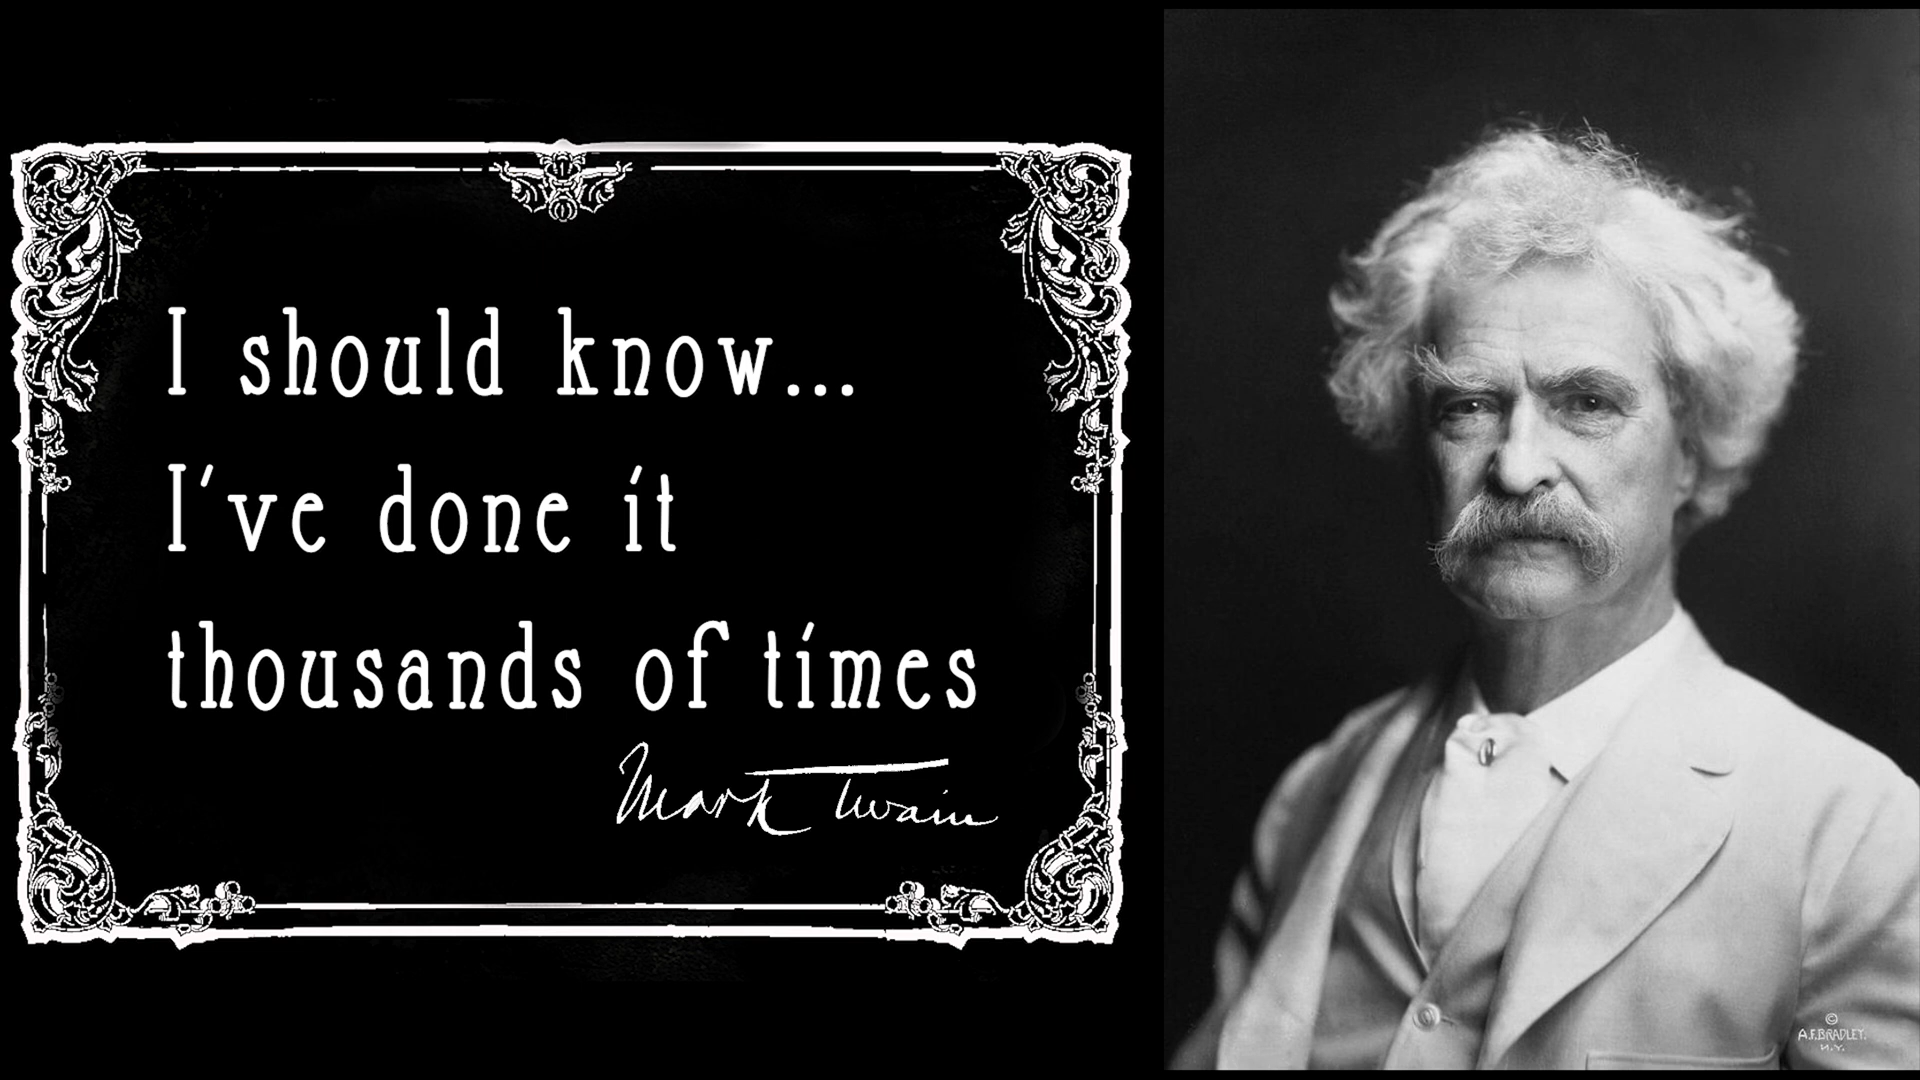 I should know...
I've done it
thousands of times
Mark Twain
©
A.F.BRADLEY.
N.Y.